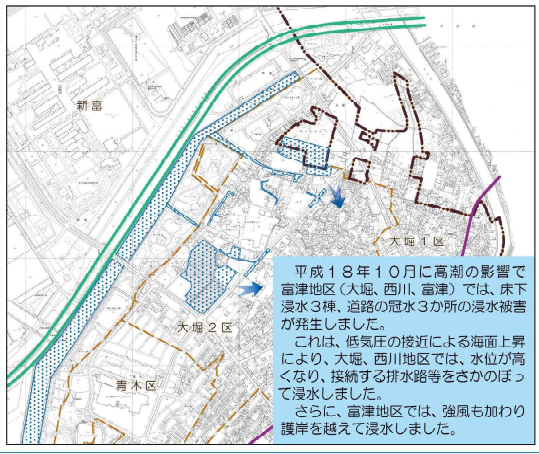 新富
大堀１区
大堀２区
青木区
平成１８年１０月に高潮の影響で
富津地区（大堀、西川、富津）では、床下
浸水３棟、道路の冠水３か所の浸水被害
が発生しました。
これは、低気圧の接近による海面上昇
により、大堀、西川地区では、水位が高
くなり、接続する排水路等をさかのぼっ
て浸水しました。
さらに、富津地区では、強風も加わり
護岸を越えて浸水しました。